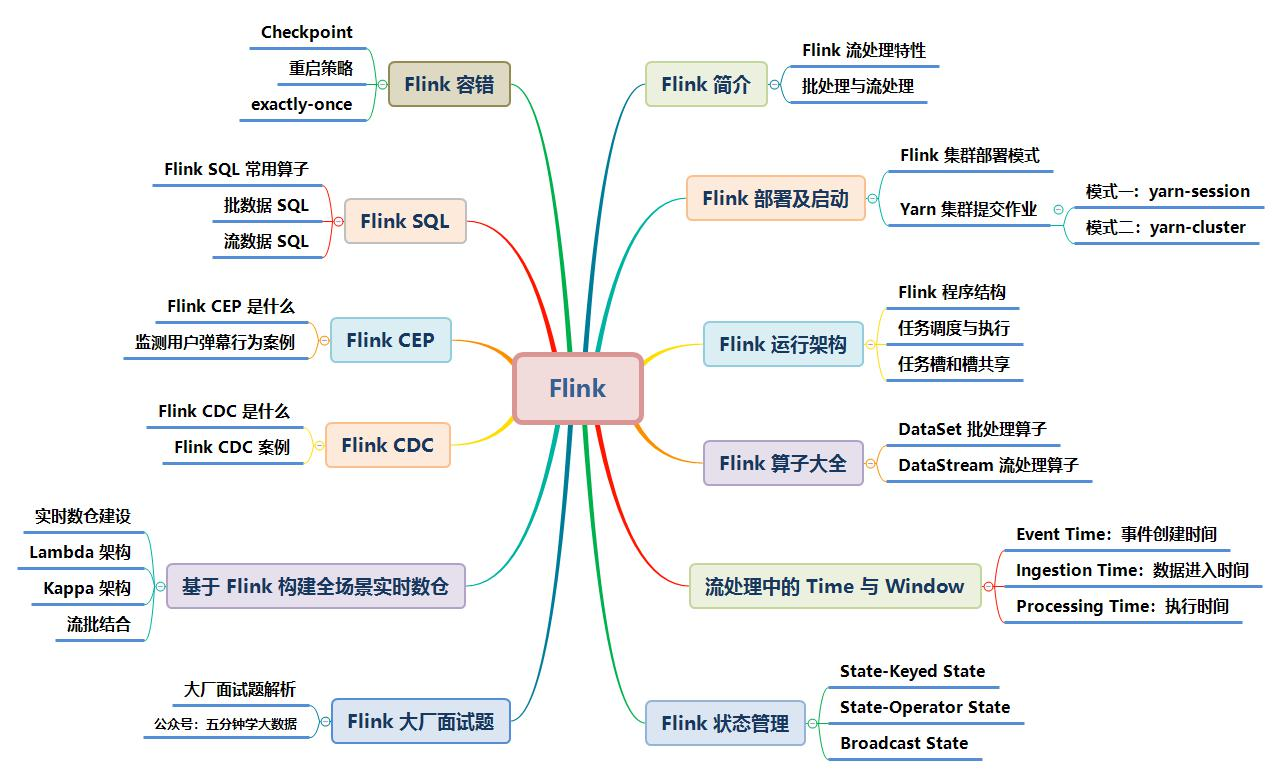 Flink
Flink 简介
Flink 流处理特性
批处理与流处理
Flink 部署及启动
Flink 集群部署模式
Yarn 集群提交作业
模式一：yarn-session
模式二：yarn-cluster
Flink 运行架构
Flink 程序结构
任务调度与执行
任务槽和槽共享
Flink 算子大全
DataSet 批处理算子
DataStream 流处理算子
流处理中的 Time 与 Window
Event Time：事件创建时间
Ingestion Time：数据进入时间
Processing Time：执行时间
Flink 状态管理
State-Keyed State
State-Operator State
Broadcast State
Flink 容错
Checkpoint
重启策略
exactly-once
Flink SQL
Flink SQL 常用算子
批数据 SQL
流数据 SQL
Flink CEP
Flink CEP 是什么
监测用户弹幕行为案例
Flink CDC
Flink CDC 是什么
Flink CDC 案例
基于 Flink 构建全场景实时数仓
实时数仓建设
Lambda 架构
Kappa 架构
流批结合
Flink 大厂面试题
大厂面试题解析
公众号：五分钟学大数据